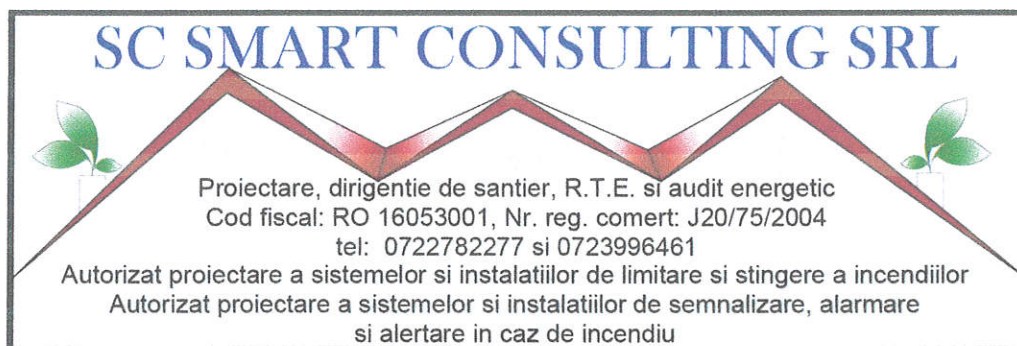 SC SMART CONSULTING SRL
Proiectare, dirigentie de santier, R.T.E. si audit energetic
Cod fiscal: RO 16053001, Nr. reg. comert: J20/75/2004
tel: 0722782277 si 0723996461
Autorizat proiectare a sistemelor si instalatiilor de limitare si stingere a incendiilor
Autorizat proiectare a sistemelor si instalatiilor de semnalizare, alarmare
si alertare in caz de incendiu